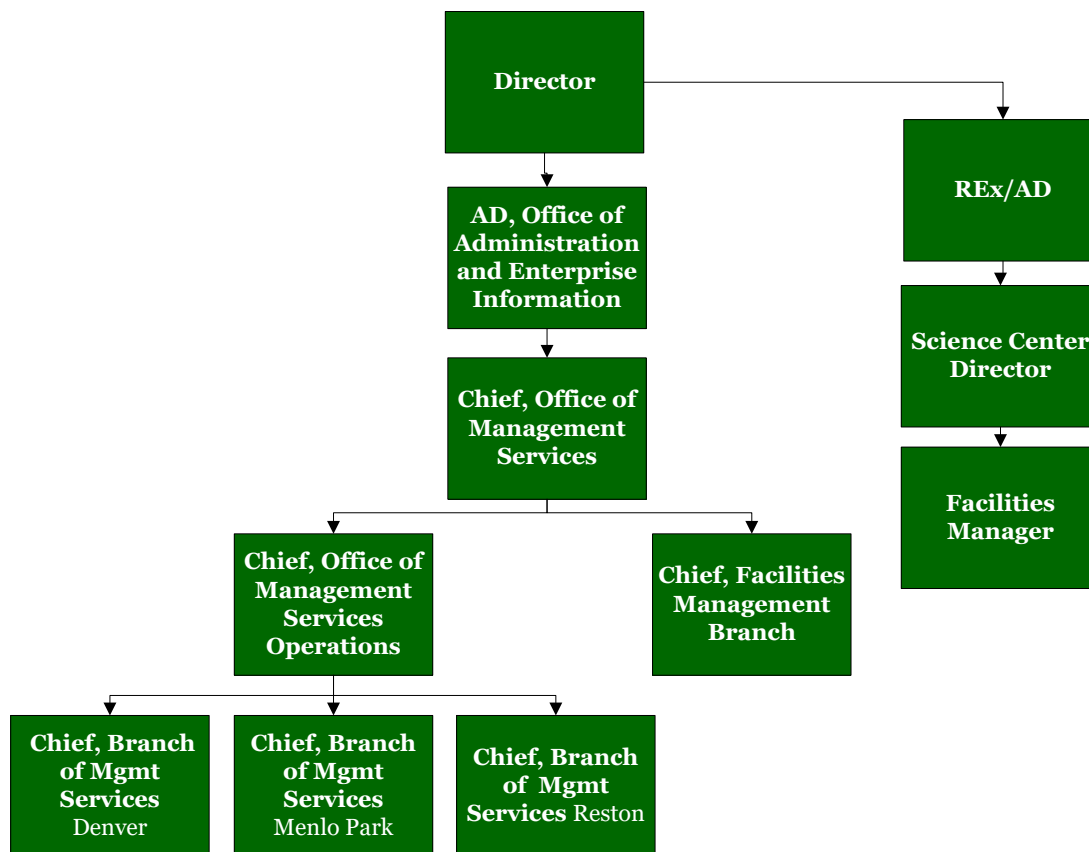 Director
REx/AD
AD, Office of
Administration
and Enterprise
Information
Science Center
Director
Chief, Office of
Management
Services
Facilities
Manager
Chief, Office of
Management
Services
Operations
Chief, Facilities
Management
Branch
Chief, Branch
of Mgmt
Services
Denver
Chief, Branch
of Mgmt
Services
Menlo Park
Chief, Branch
of Mgmt
Services Reston